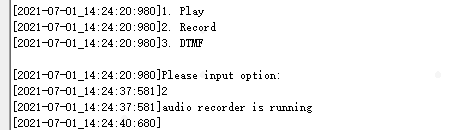 [2021-07-01_14:24:20:980]1. Play
[2021-07-01_14:24:20:980]2. Record
[2021-07-01_14:24:20:980]3. DTMF
[2021-07-01_14:24:20:980]Please input option:
[2021-07-01_14:24:37:581]2
[2021-07-01_14:24:37:581]audio recorder is running
[2021-07-01_14:24:40:680]